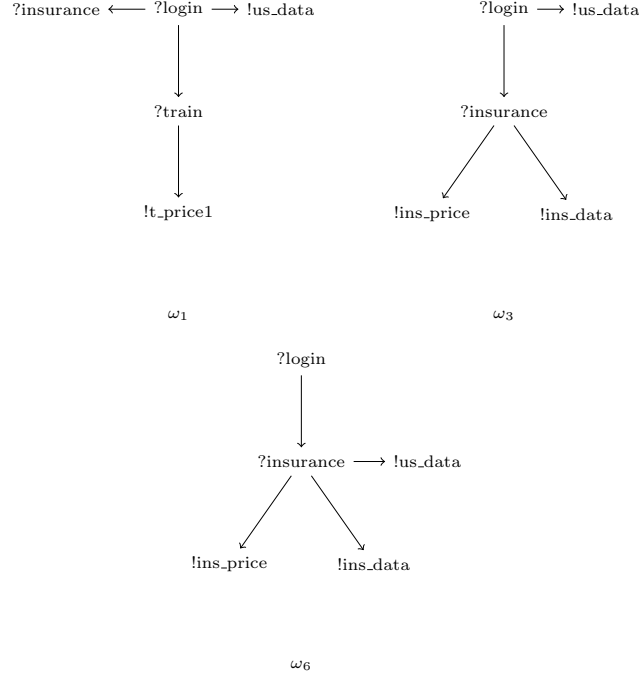 ?insurance ?login !us_data ?login !us_data
?train ?insurance
!t_price1 !ins_price !ins_data
ω1 ω3
?login
?insurance !us_data
!ins_price !ins_data
ω6